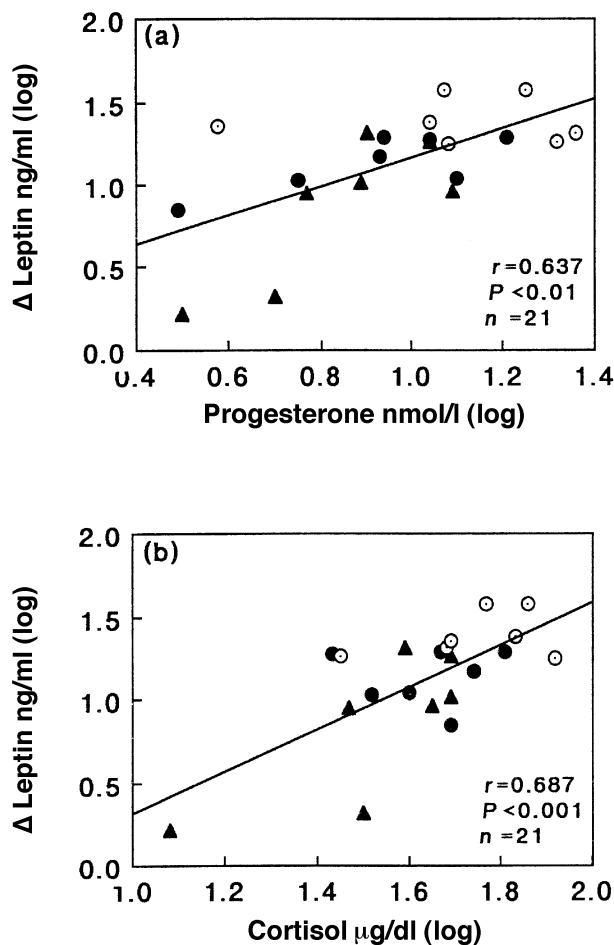 (a)
2.0
1.5
1.0
0.5
0.0
Δ Leptin ng/ml (log)
r=0.637
P <0.01
n =21
0.4 0.6 0.8 1.0 1.2 1.4
Progesterone nmol/l (log)
(b)
2.0
1.5
1.0
0.5
0.0
Δ Leptin ng/ml (log)
r=0.687
P<0.001
n =21
1.0 1.2 1.4 1.6 1.8 2.0
Cortisol μg/dl (log)